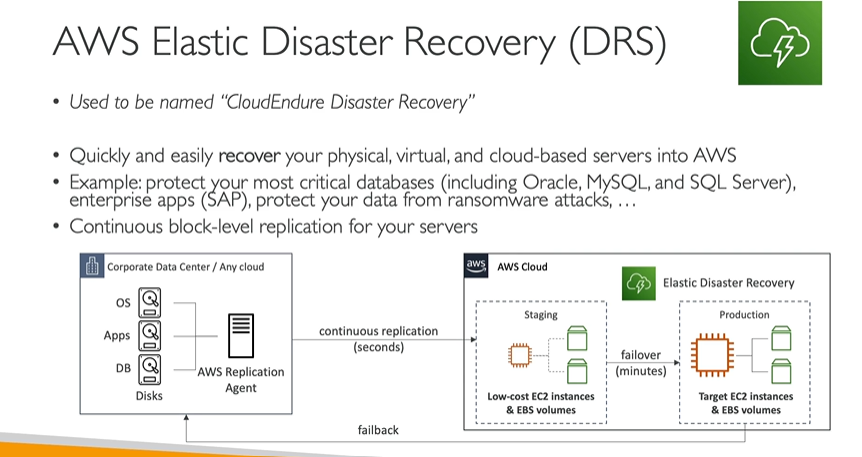 AWS Elastic Disaster Recovery (DRS)
• Used to be named “CloudEndure Disaster Recovery”
• Quickly and easily recover your physical, virtual, and cloud-based servers into AWS
• Example: protect your most critical databases (including Oracle, MySQL, and SQL Server),
enterprise apps (SAP), protect your data from ransomware attacks, …
• Continuous block-level replication for your servers
Corporate Data Center / Any cloud
OS
Apps
DB
Disks
AWS Replication
Agent
continuous replication
(seconds)
aws
AWS Cloud
Elastic Disaster Recovery
Staging
Low-cost EC2 instances
& EBS volumes
failover
(minutes)
Production
Target EC2 instances
& EBS volumes
failback